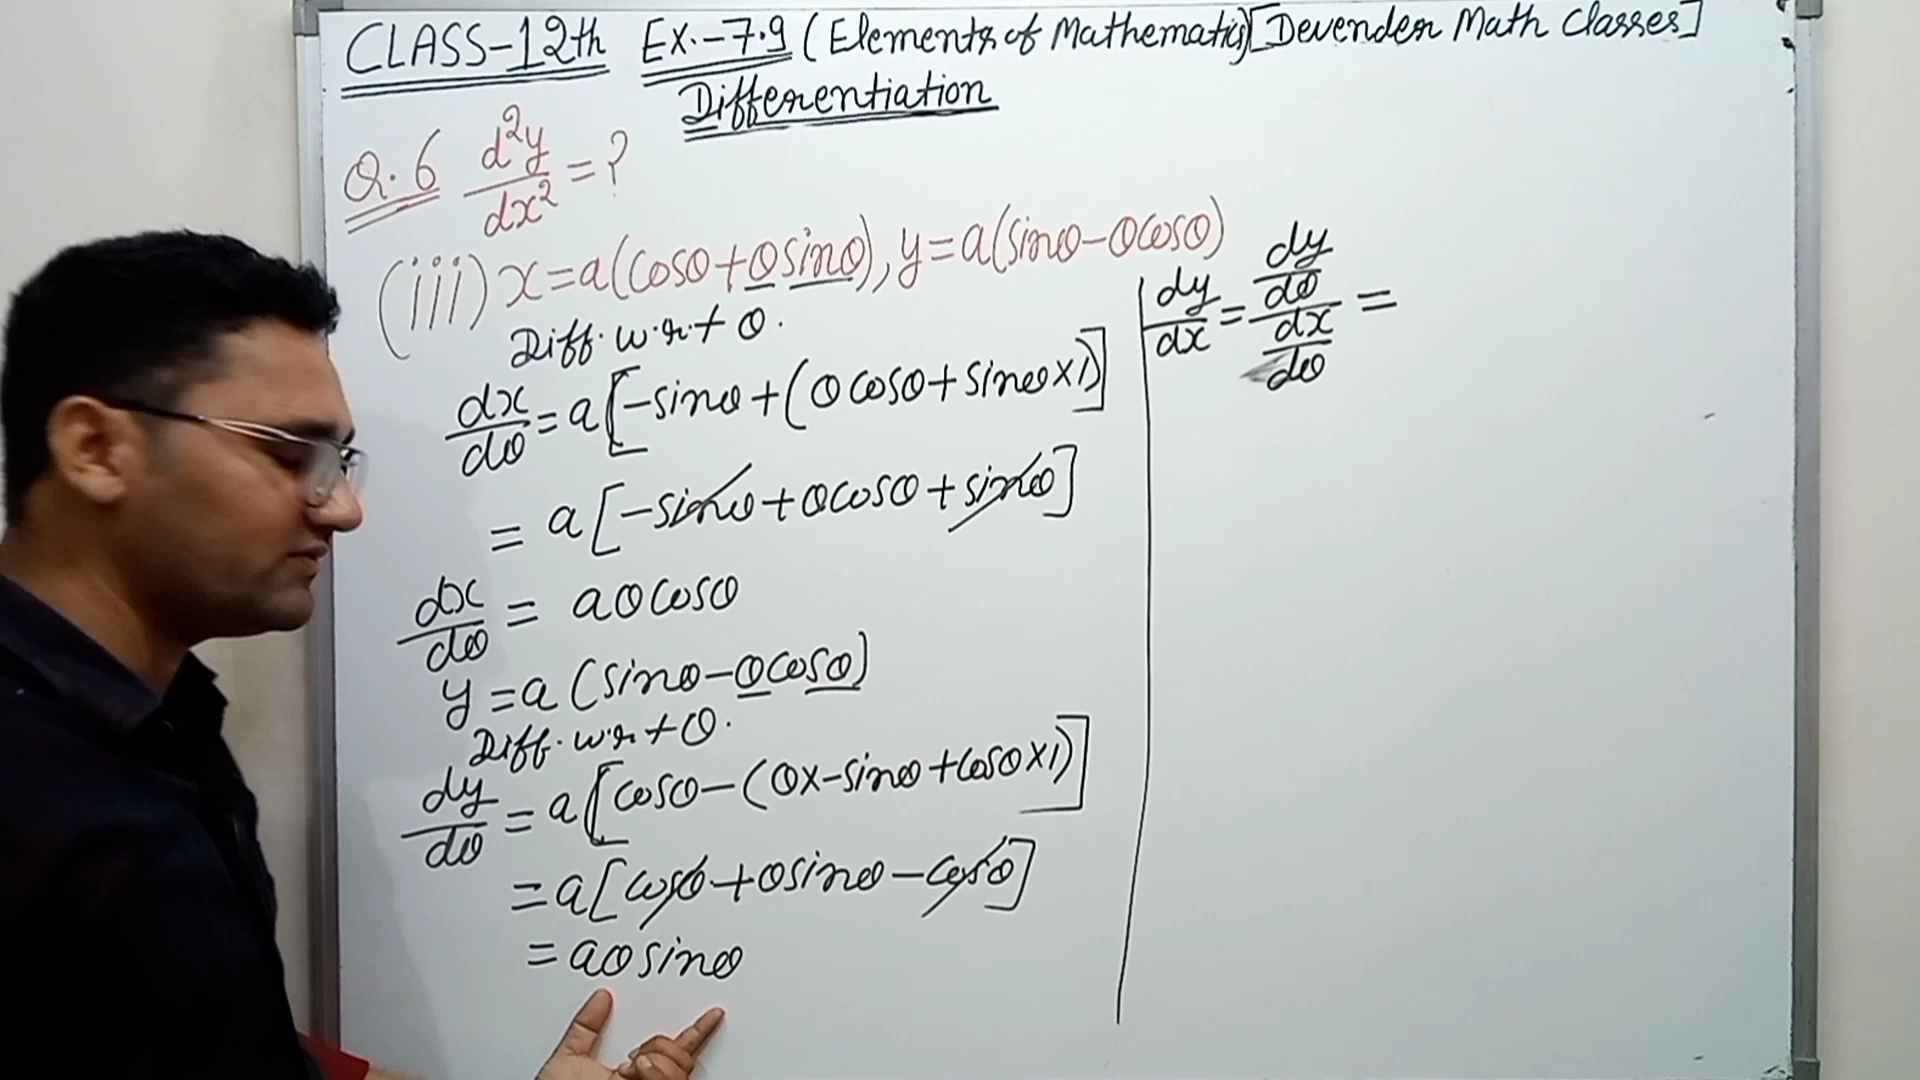 CLASS-12th Ex.-7.9 (Elements of Mathematics) [Devender Math Classes]
Differentiation
Q.6 d²y/dx² = ?
(iii) x=a(cosθ+θsinθ), y=a(sinθ-θcosθ)
Diff. w.r.t θ.
dx/dθ = a[-sinθ+(θcosθ+sinθ×1)]
= a[-sinθ+θcosθ+sinθ]
dx/dθ = aθcosθ
y=a(sinθ-θcosθ)
Diff. w.r.t θ.
dy/dθ = a[cosθ-(θ×-sinθ+cosθ×1)]
=a[cosθ+θsinθ-cosθ]
= aθsinθ
dy/dx = dy/dθ / dx/dθ =